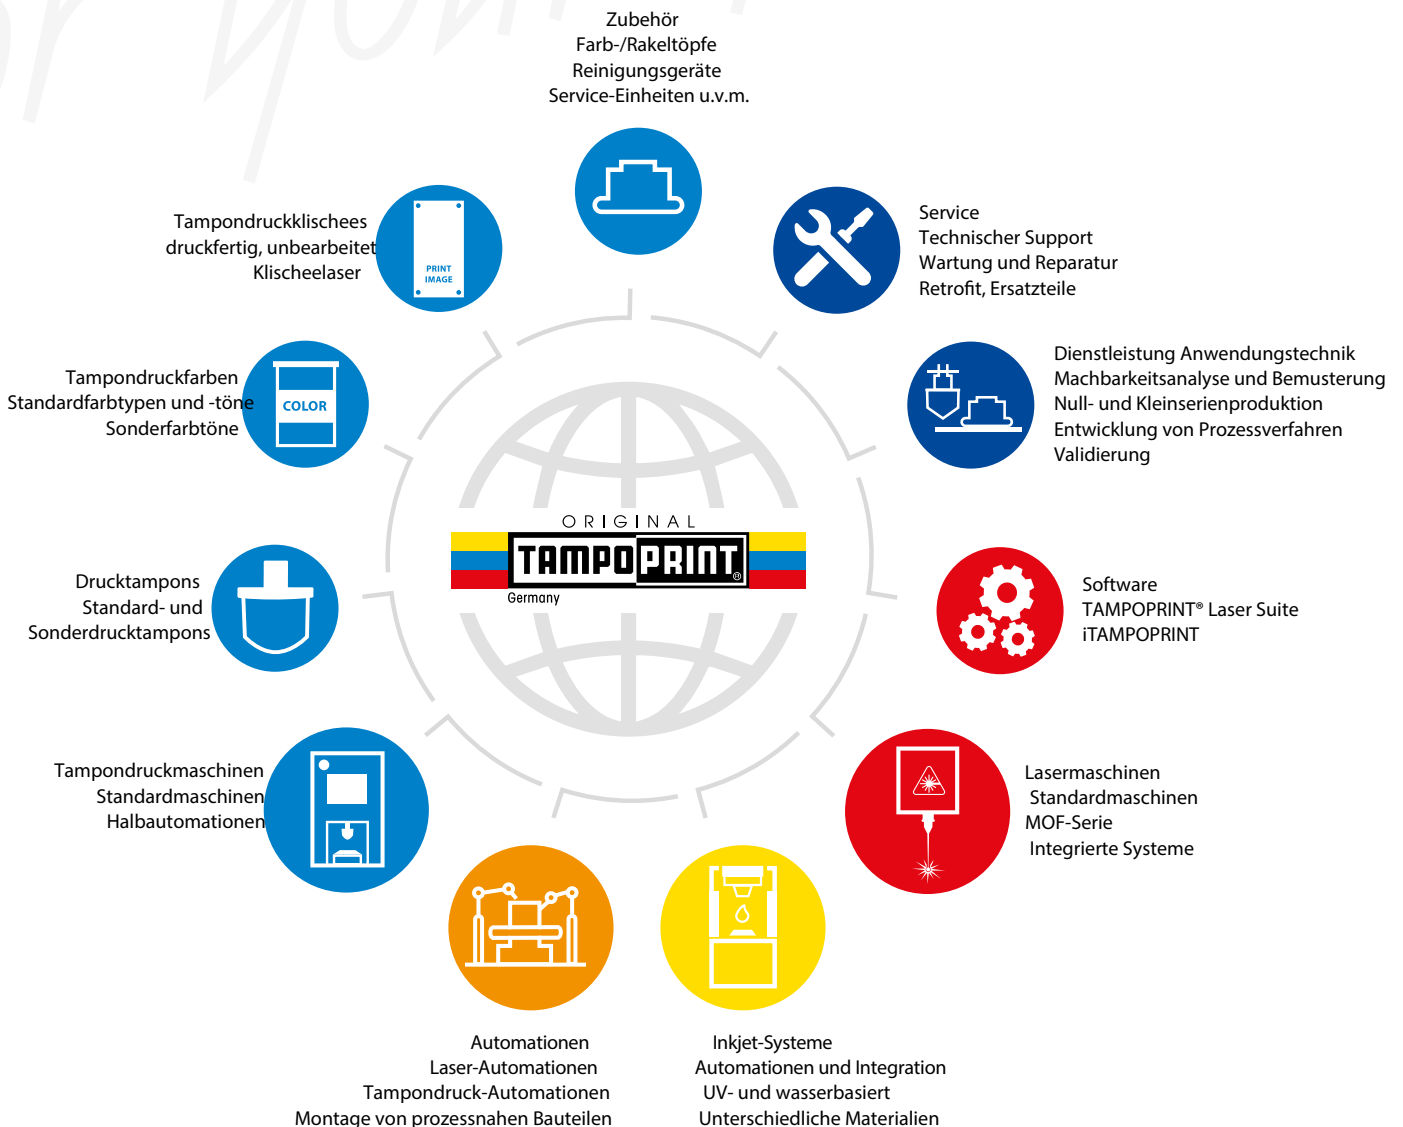 Zubehör
Farb-/Rakeltöpfe
Reinigungsgeräte
Service-Einheiten u.v.m.
Tampondruckklischees
druckfertig, unbearbeitet
Klischeelaser
PRINT
IMAGE
Service
Technischer Support
Wartung und Reparatur
Retrofit, Ersatzteile
Tampondruckfarben
Standardfarbtypen und -töne
Sonderfarbtöne
COLOR
Dienstleistung Anwendungstechnik
Machbarkeitsanalyse und Bemusterung
Null- und Kleinserienproduktion
Entwicklung von Prozessverfahren
Validierung
ORIGINAL
TAMPOPRINT®
Germany
Drucktampons
Standard- und
Sonderdrucktampons
Software
TAMPOPRINT® Laser Suite
iTAMPOPRINT
Tampondruckmaschinen
Standardmaschinen
Halbautomationen
Lasermaschinen
Standardmaschinen
MOF-Serie
Integrierte Systeme
Automationen
Laser-Automationen
Tampondruck-Automationen
Montage von prozessnahen Bauteilen
Inkjet-Systeme
Automationen und Integration
UV- und wasserbasiert
Unterschiedliche Materialien